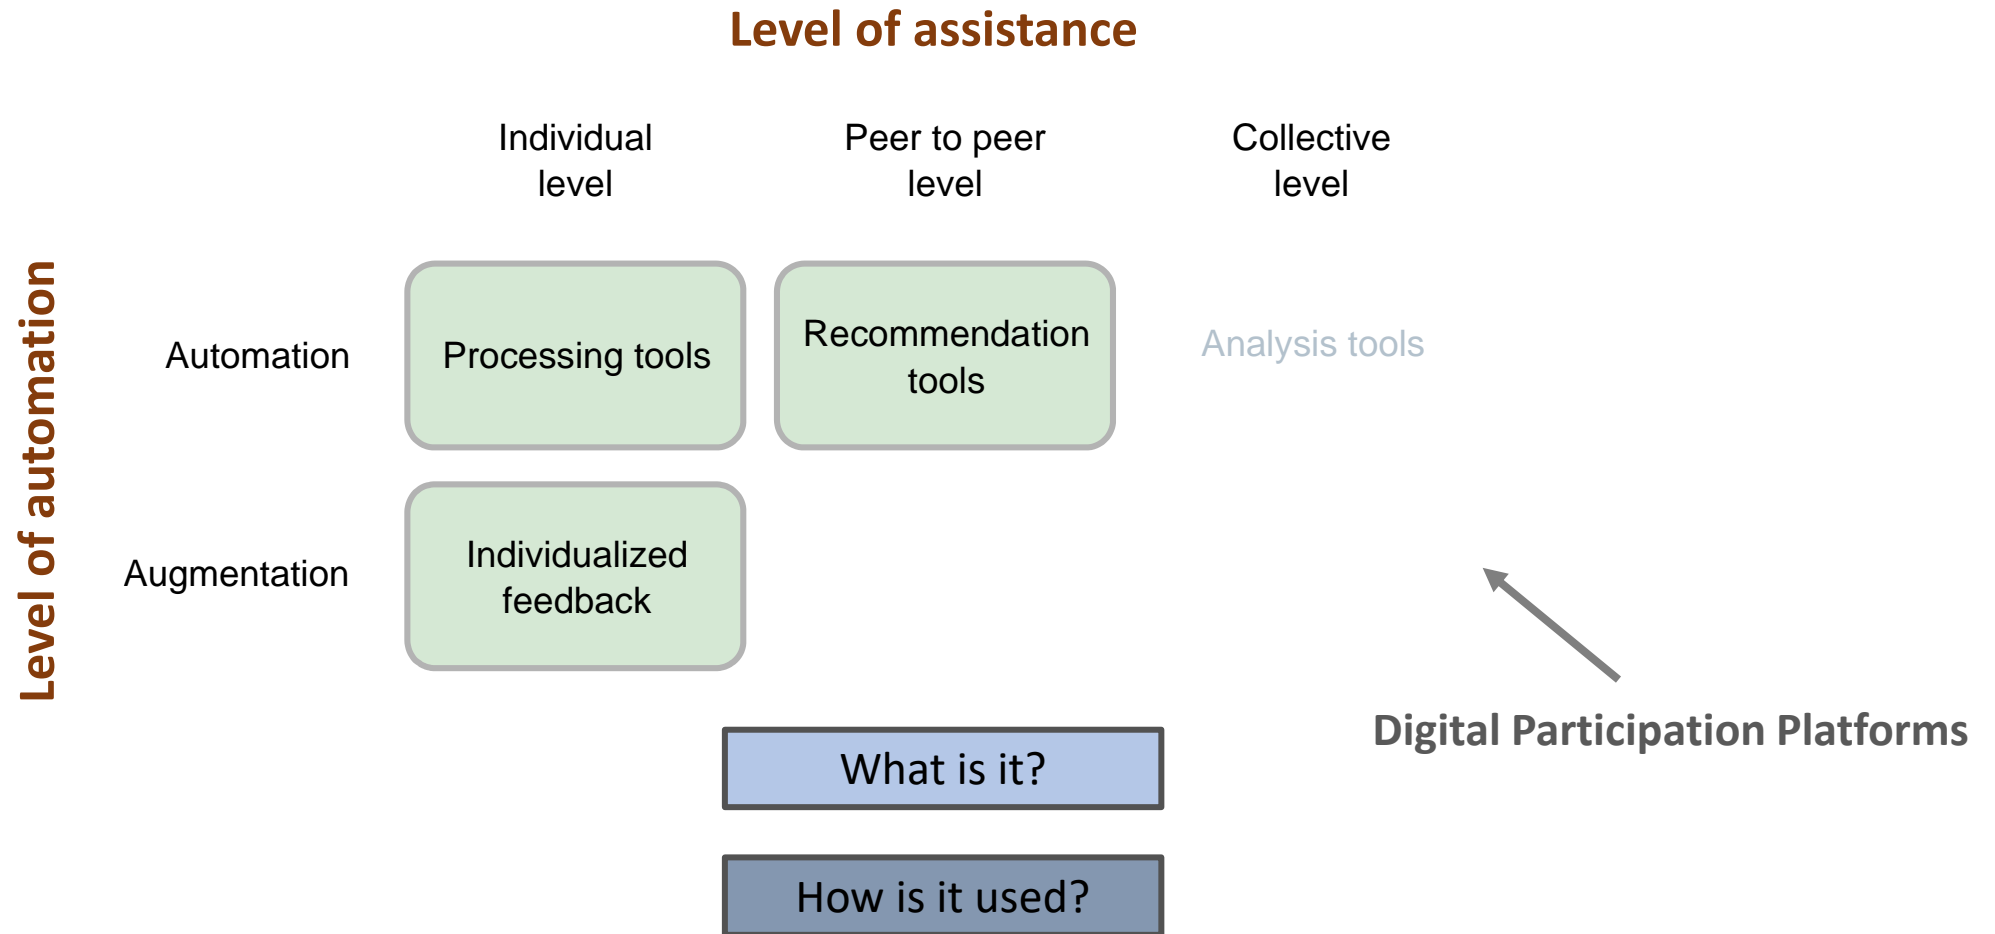 Level of assistance
Individual
level
Peer to peer
level
Collective
level
Level of automation
Automation
Processing tools
Recommendation
tools
Analysis tools
Augmentation
Individualized
feedback
Digital Participation Platforms
What is it?
How is it used?